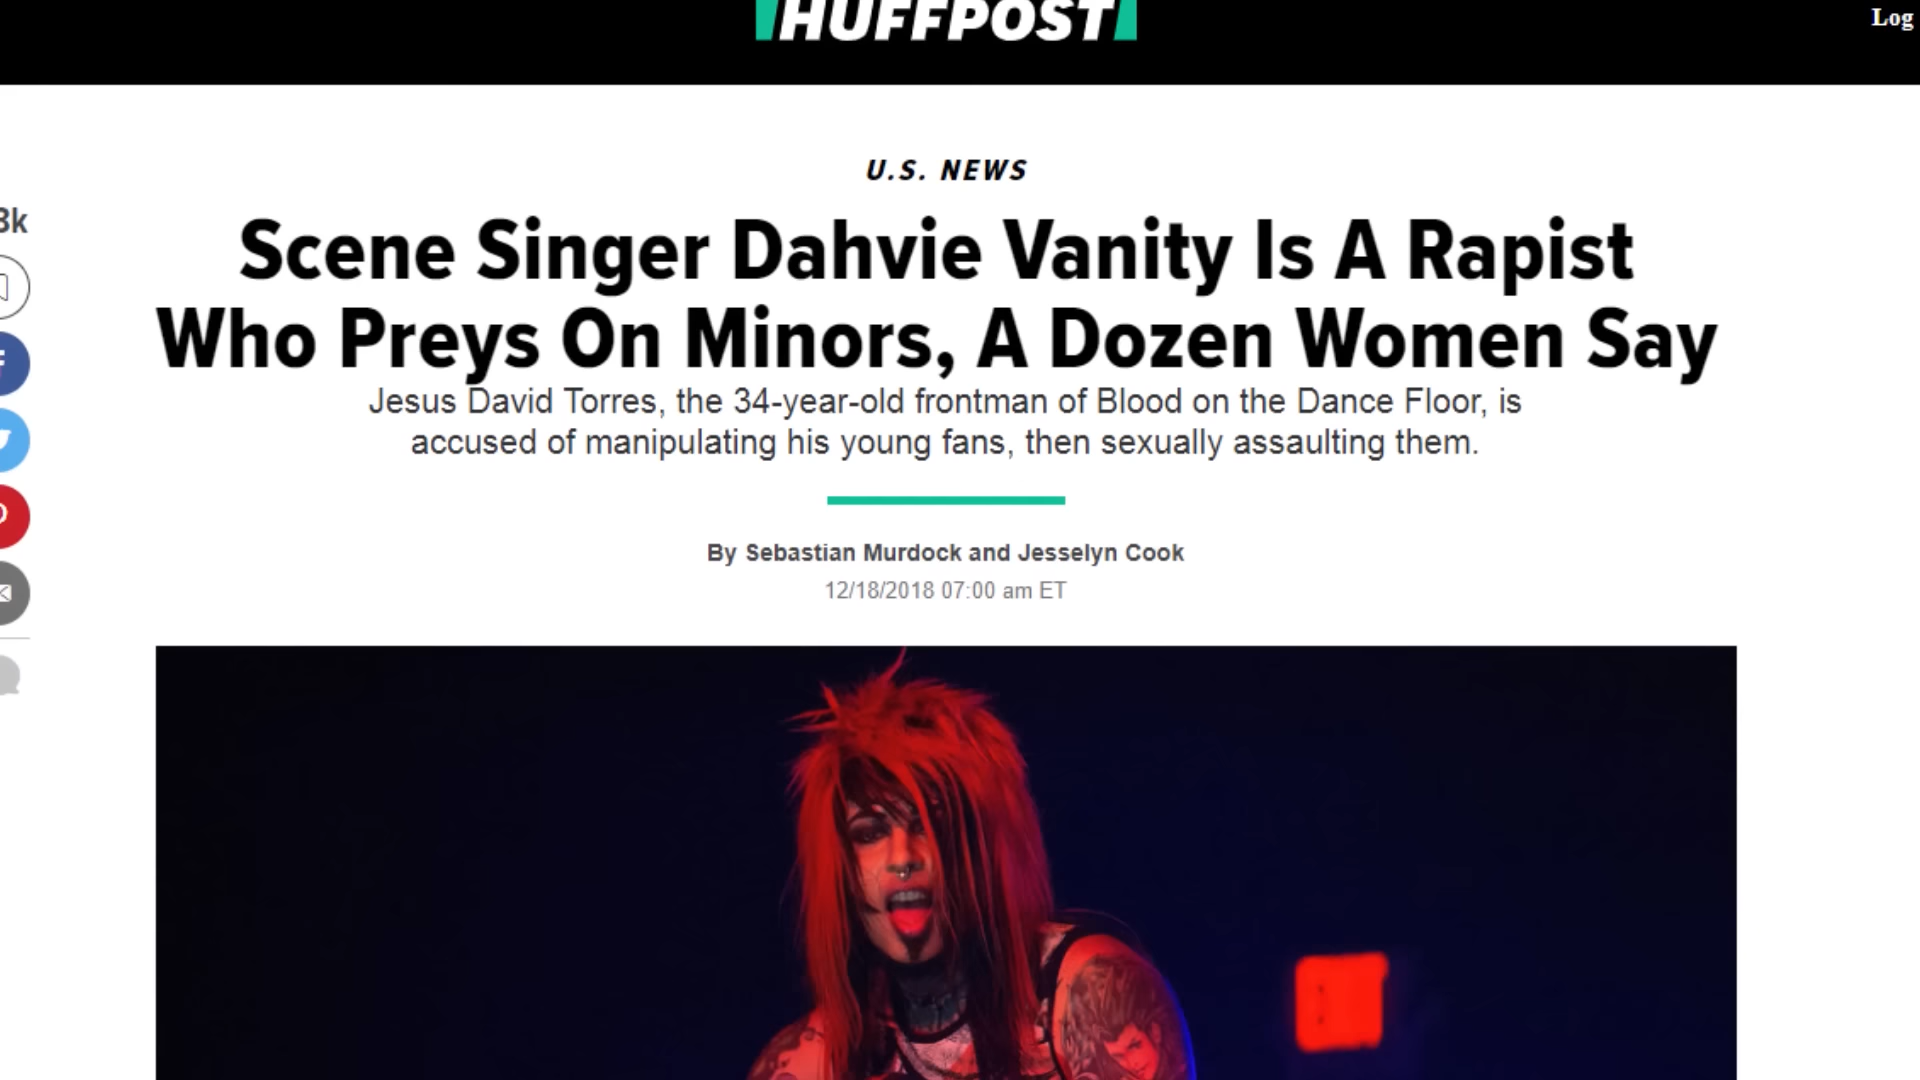 HUFFPOST
Log
U.S. NEWS
3k
Scene Singer Dahvie Vanity Is A Rapist
Who Preys On Minors, A Dozen Women Say
Jesus David Torres, the 34-year-old frontman of Blood on the Dance Floor, is
accused of manipulating his young fans, then sexually assaulting them.
By Sebastian Murdock and Jesselyn Cook
12/18/2018 07:00 am ET